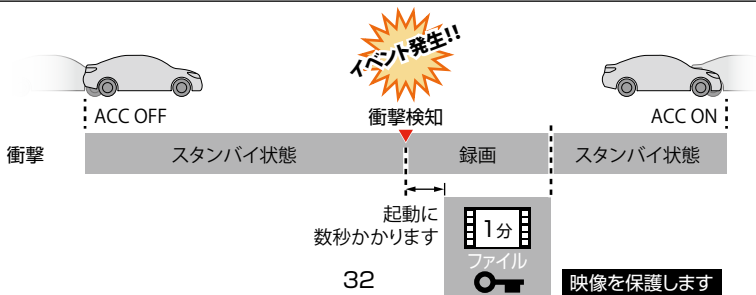 イベント発生!!
ACC OFF
衝撃検知
ACC ON
衝撃
スタンバイ状態
録画
スタンバイ状態
起動に
数秒かかります
1分
ファイル
映像を保護します
32